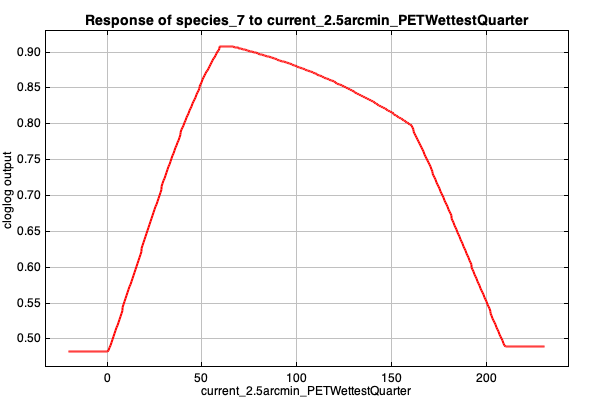 Response of species_7 to current_2.5arcmin_PETWettestQuarter
0.90
0.85
0.80
0.75
0.70
0.65
0.60
0.55
0.50
cloglog output
0 50 100 150 200
current_2.5arcmin_PETWettestQuarter